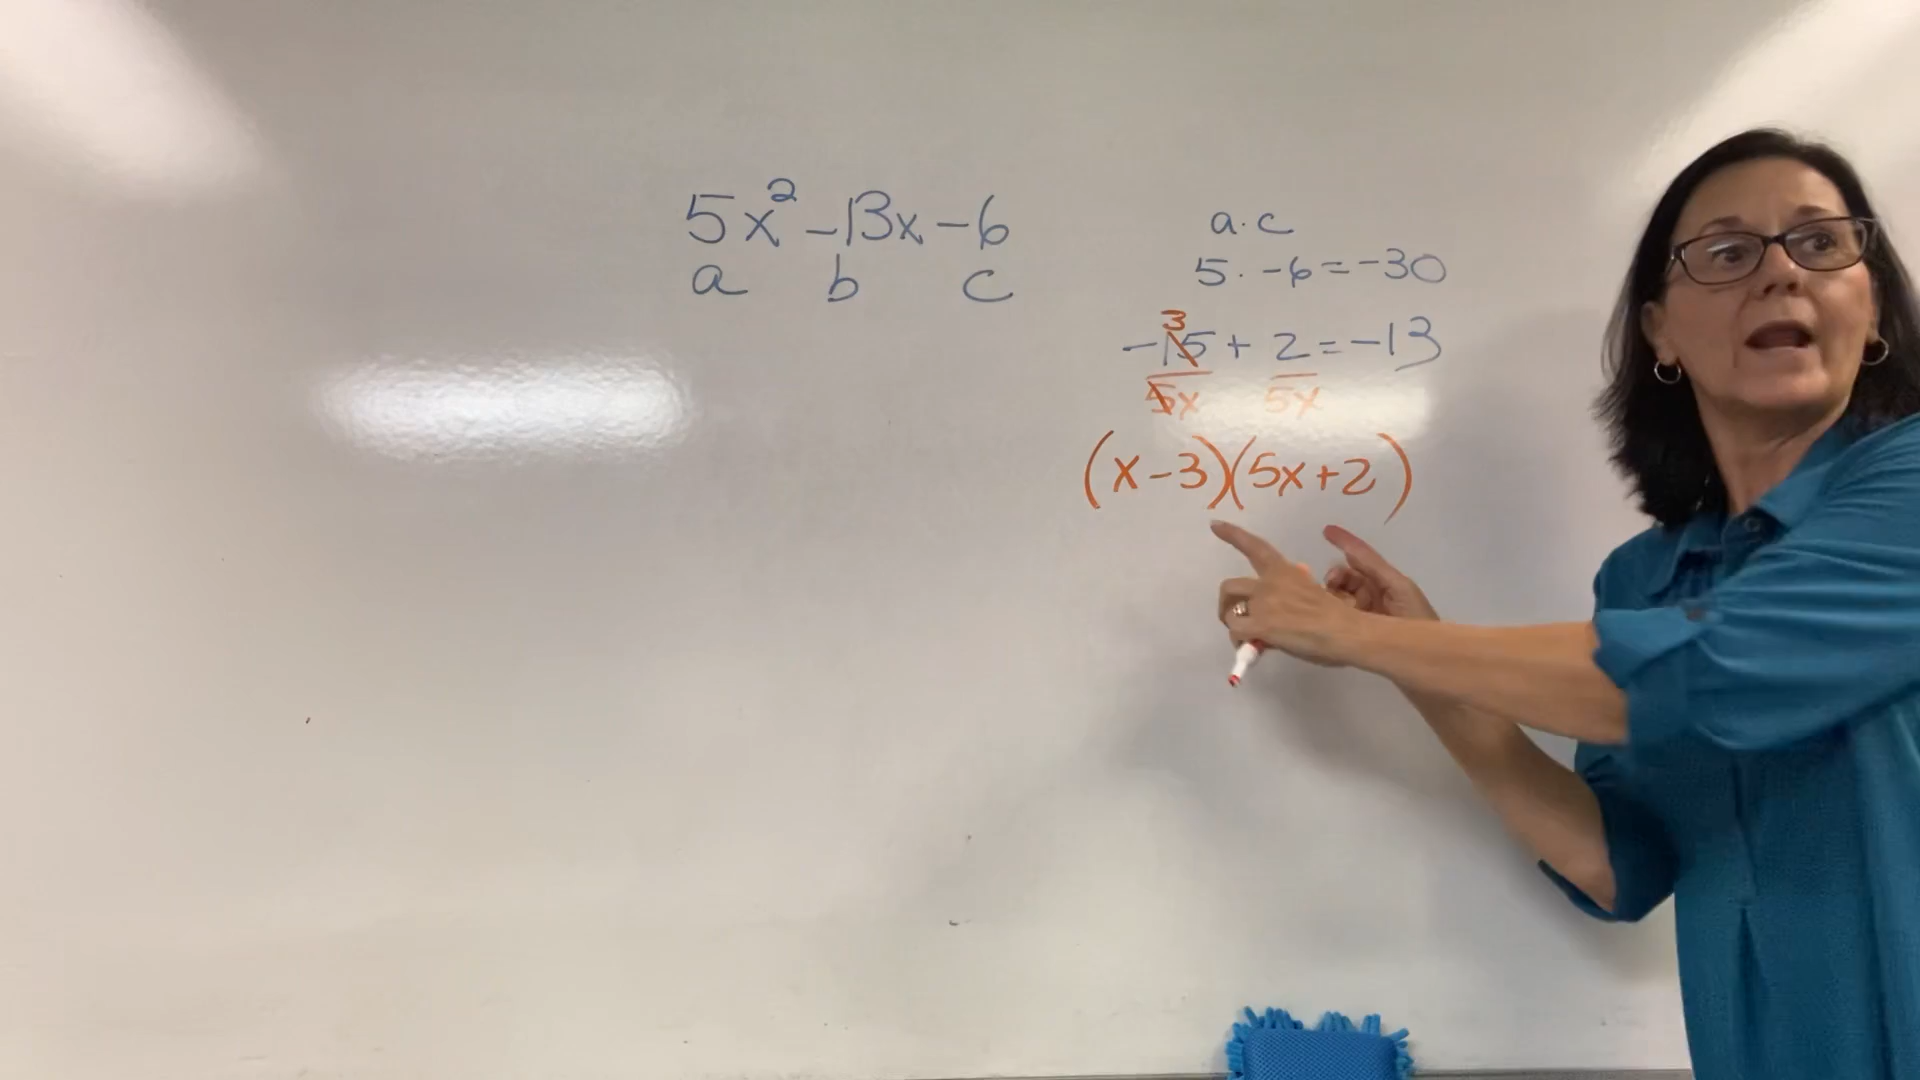 5x² -13x -6
a b c
a·c
5 · -6 = -30
3
-15 + 2 = -13
5x 5x
(x-3)(5x+2)